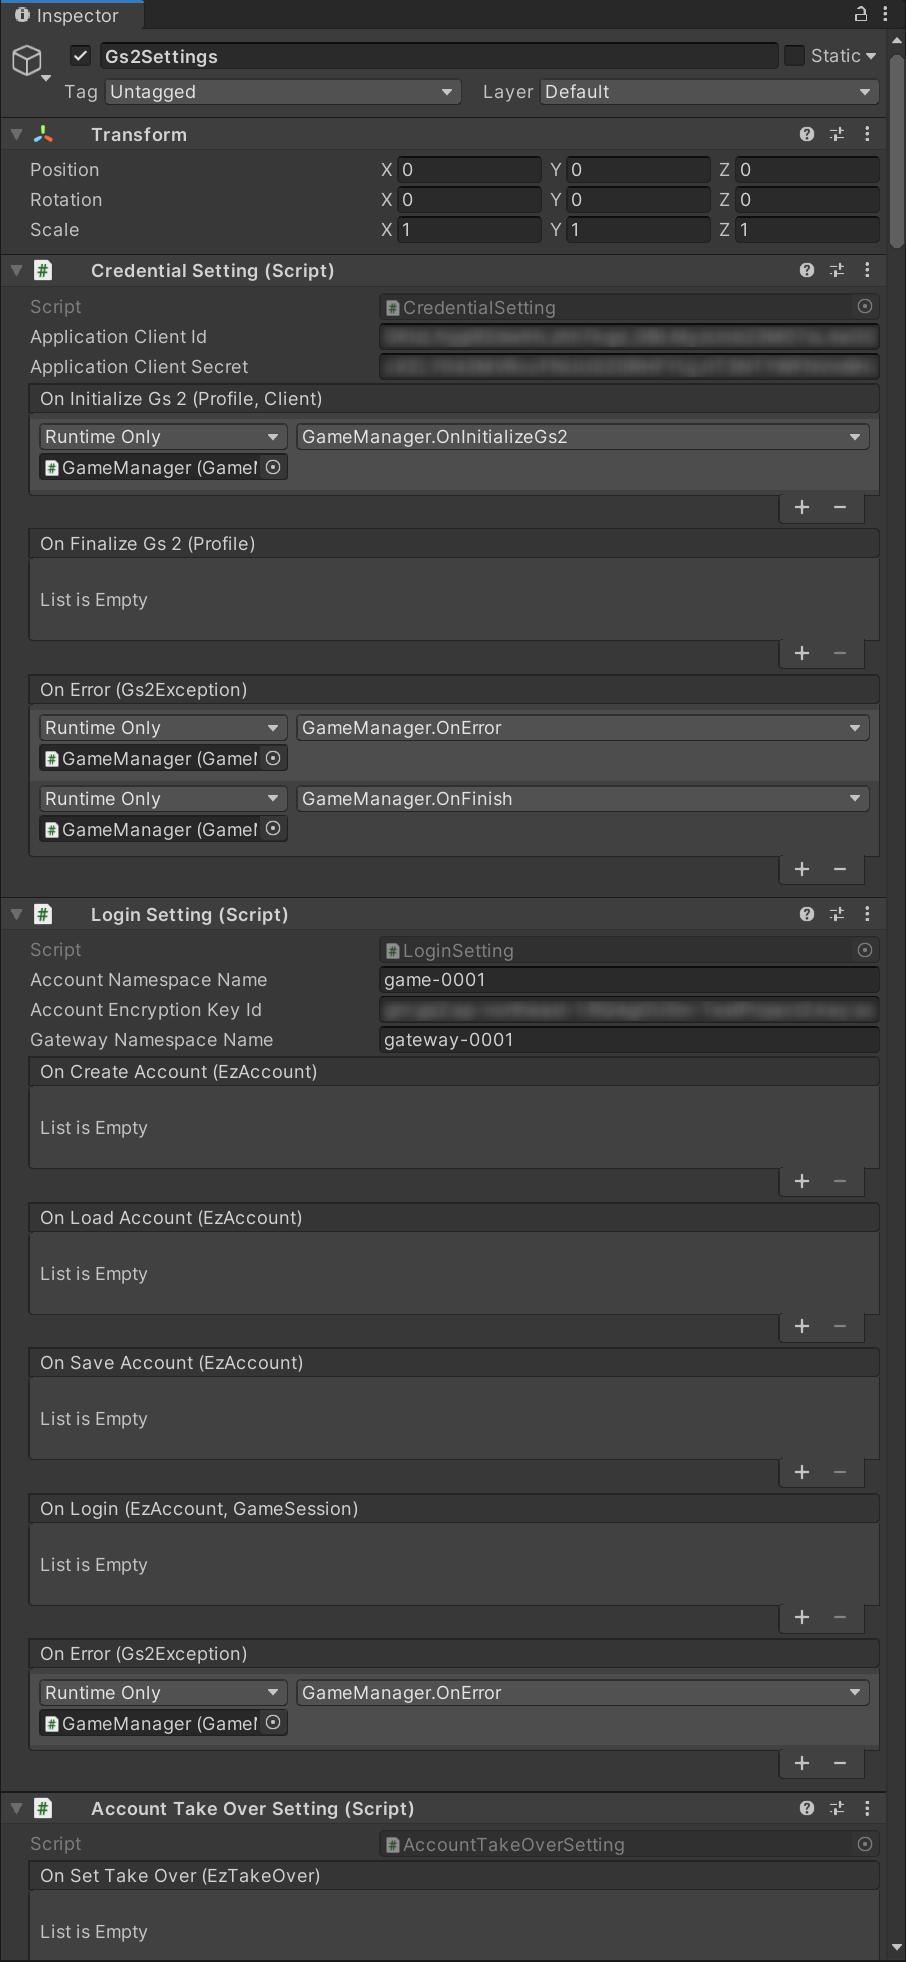 Inspector
Gs2Settings Static
Tag Untagged Layer Default
Transform
Position X 0 Y 0 Z 0
Rotation X 0 Y 0 Z 0
Scale X 1 Y 1 Z 1
# Credential Setting (Script)
Script # CredentialSetting
Application Client Id
Application Client Secret
On Initialize Gs 2 (Profile, Client)
Runtime Only GameManager.OnInitializeGs2
# GameManager (Gamel
+ −
On Finalize Gs 2 (Profile)
List is Empty
+ −
On Error (Gs2Exception)
Runtime Only GameManager.OnError
# GameManager (Gamel
Runtime Only GameManager.OnFinish
# GameManager (Gamel
+ −
# Login Setting (Script)
Script # LoginSetting
Account Namespace Name game-0001
Account Encryption Key Id
Gateway Namespace Name gateway-0001
On Create Account (EzAccount)
List is Empty
+ −
On Load Account (EzAccount)
List is Empty
+ −
On Save Account (EzAccount)
List is Empty
+ −
On Login (EzAccount, GameSession)
List is Empty
+ −
On Error (Gs2Exception)
Runtime Only GameManager.OnError
# GameManager (Gamel
+ −
# Account Take Over Setting (Script)
Script # AccountTakeOverSetting
On Set Take Over (EzTakeOver)
List is Empty